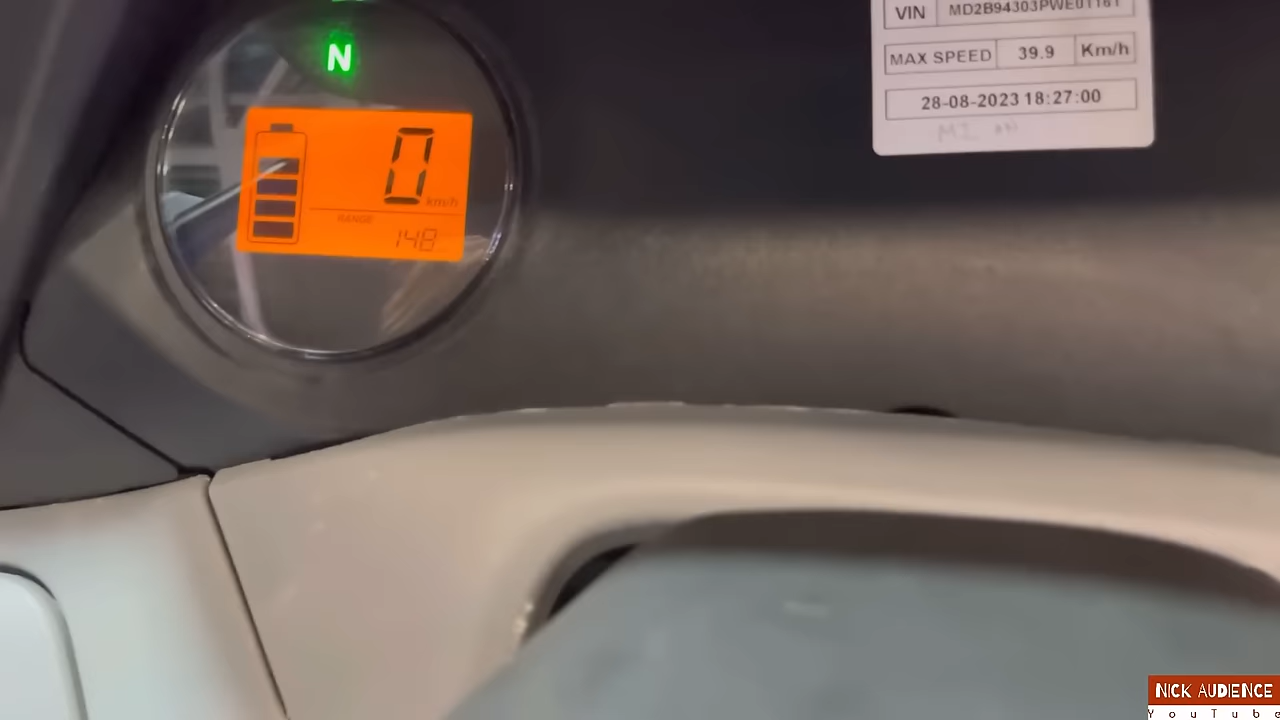 N
0
km/h
RANGE
148
VIN MD2B94303PWE01161
MAX SPEED 39.9 Km/h
28-08-2023 18:27:00
NICK AUDIENCE
YouTube